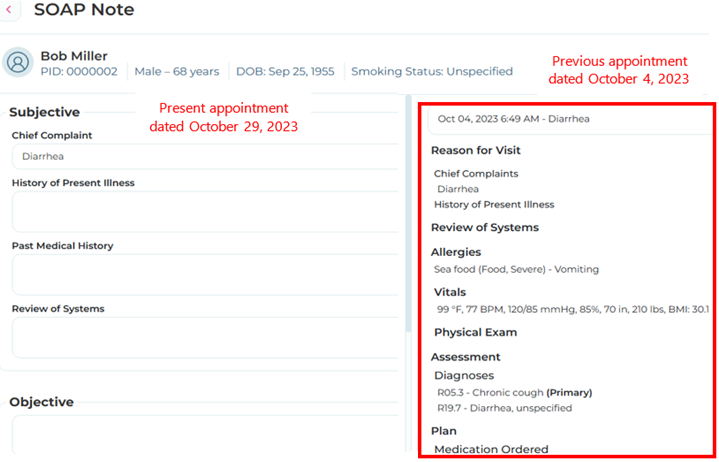 SOAP Note
Bob Miller
PID: 0000002
Male – 68 years
DOB: Sep 25, 1955
Smoking Status: Unspecified
Previous appointment
dated October 4, 2023
Present appointment
dated October 29, 2023
Subjective
Chief Complaint
Diarrhea
History of Present Illness
Past Medical History
Review of Systems
Objective
Oct 04, 2023 6:49 AM - Diarrhea
Reason for Visit
Chief Complaints
Diarrhea
History of Present Illness
Review of Systems
Allergies
Sea food (Food, Severe) - Vomiting
Vitals
99 °F, 77 BPM, 120/85 mmHg, 85%, 70 in, 210 lbs, BMI: 30.1
Physical Exam
Assessment
Diagnoses
R05.3 - Chronic cough (Primary)
R19.7 - Diarrhea, unspecified
Plan
Medication Ordered